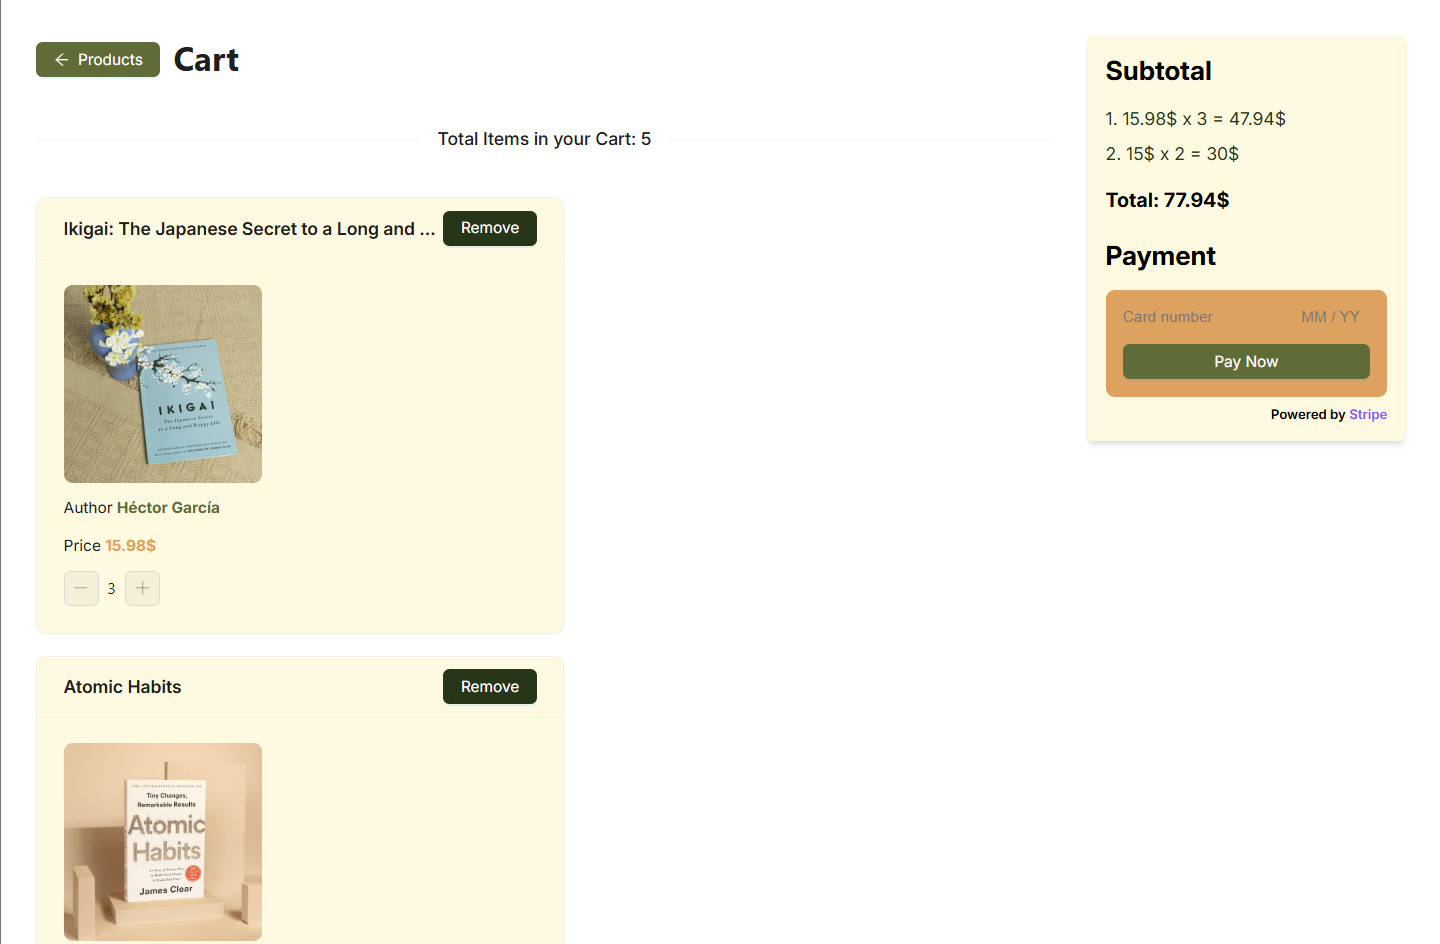 Products
Cart
Total Items in your Cart: 5
Ikigai: The Japanese Secret to a Long and ...
Remove
IKIGAI
The Japanese Secret
to a Long and Happy Life
Author Héctor García
Price 15.98$
3
Atomic Habits
Remove
Tiny Changes,
Remarkable Results
Atomic
Habits
James Clear
Subtotal
1. 15.98$ x 3 = 47.94$
2. 15$ x 2 = 30$
Total: 77.94$
Payment
Card number
MM / YY
Pay Now
Powered by Stripe